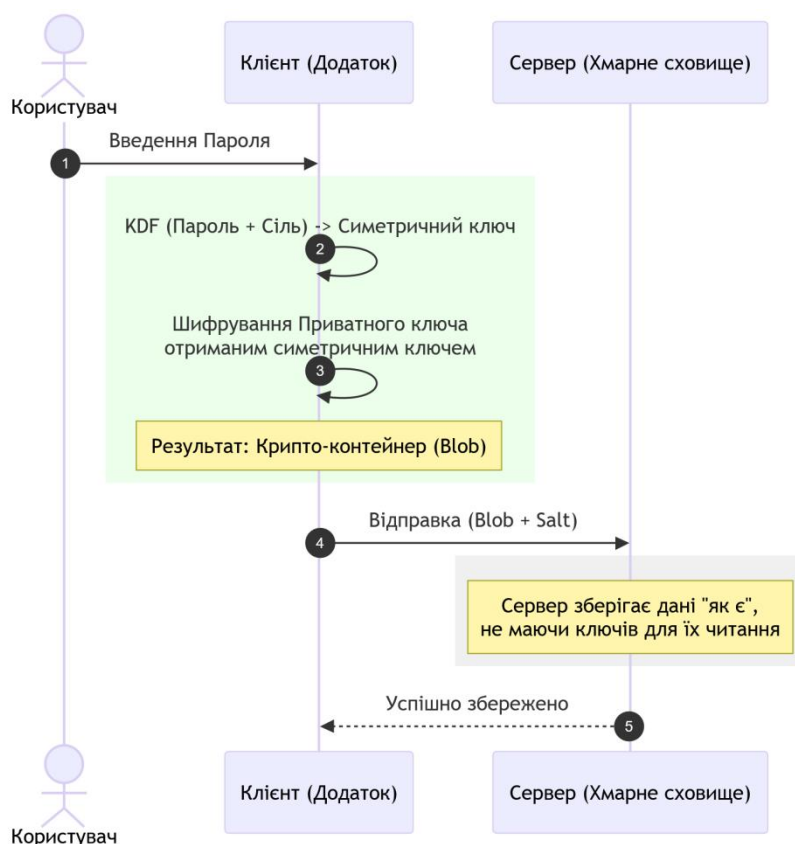 Користувач
Клієнт (Додаток)
Сервер (Хмарне сховище)
Введення Пароля
1
KDF (Пароль + Сіль) -> Симетричний ключ
2
Шифрування Приватного ключа
отриманим симетричним ключем
3
Результат: Крипто-контейнер (Blob)
Відправка (Blob + Salt)
4
Сервер зберігає дані "як є",
не маючи ключів для їх читання
Успішно збережено
5
Користувач
Клієнт (Додаток)
Сервер (Хмарне сховище)